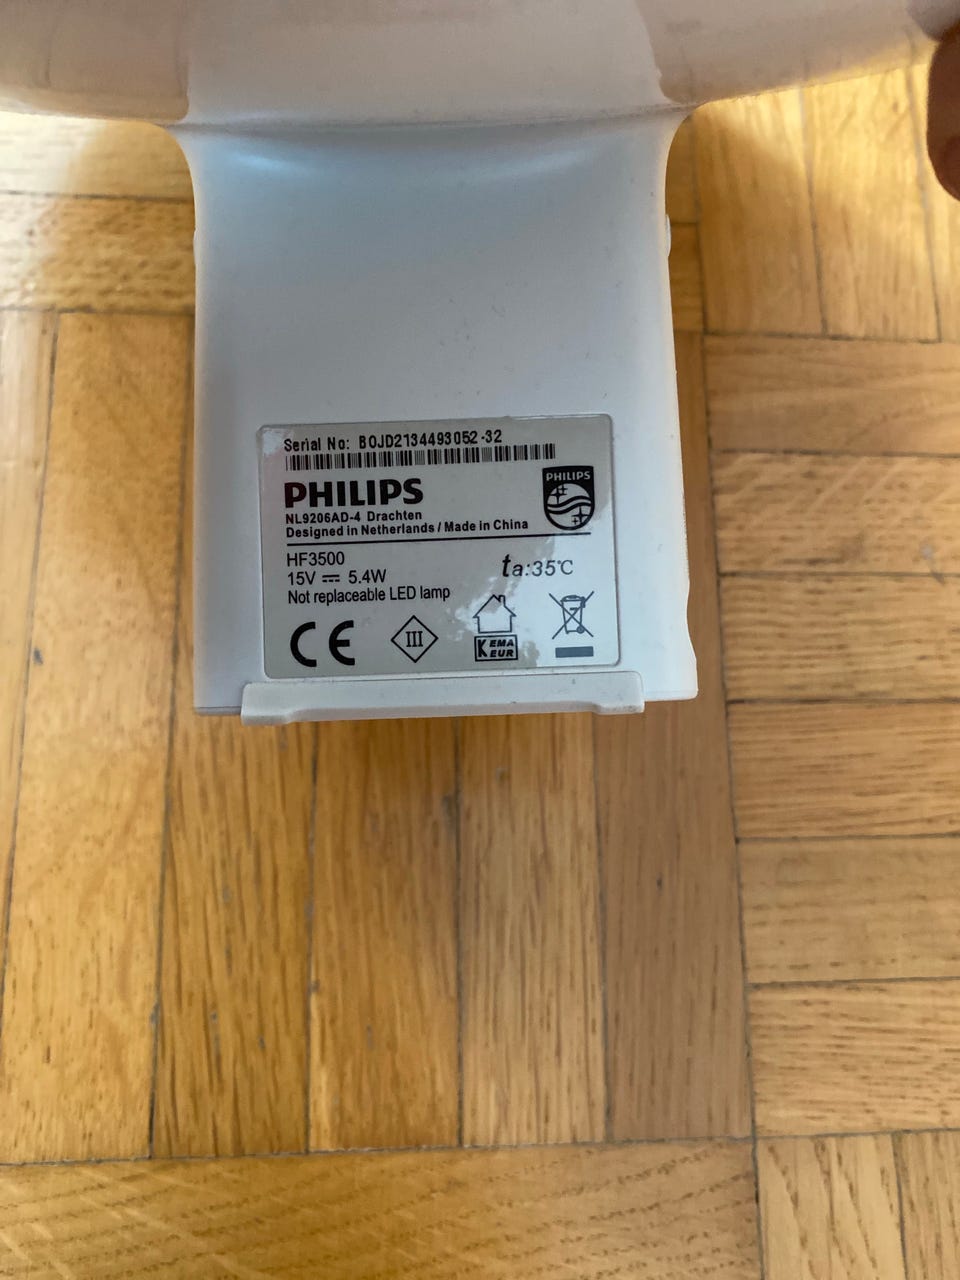 Serial No: BOJD2134493052-32
PHILIPS
PHILIPS
NL9206AD-4 Drachten
Designed in Netherlands / Made in China
HF3500
ta:35℃
15V ⎓ 5.4W
Not replaceable LED lamp
CE
III
KEMA
EUR